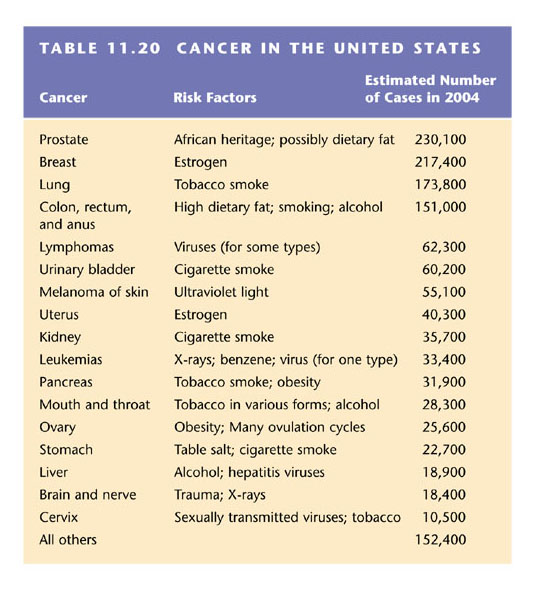 TABLE 11.20 CANCER IN THE UNITED STATES
Estimated Number
Cancer Risk Factors of Cases in 2004
Prostate African heritage; possibly dietary fat 230,100
Breast Estrogen 217,400
Lung Tobacco smoke 173,800
Colon, rectum, High dietary fat; smoking; alcohol 151,000
and anus
Lymphomas Viruses (for some types) 62,300
Urinary bladder Cigarette smoke 60,200
Melanoma of skin Ultraviolet light 55,100
Uterus Estrogen 40,300
Kidney Cigarette smoke 35,700
Leukemias X-rays; benzene; virus (for one type) 33,400
Pancreas Tobacco smoke; obesity 31,900
Mouth and throat Tobacco in various forms; alcohol 28,300
Ovary Obesity; Many ovulation cycles 25,600
Stomach Table salt; cigarette smoke 22,700
Liver Alcohol; hepatitis viruses 18,900
Brain and nerve Trauma; X-rays 18,400
Cervix Sexually transmitted viruses; tobacco 10,500
All others 152,400